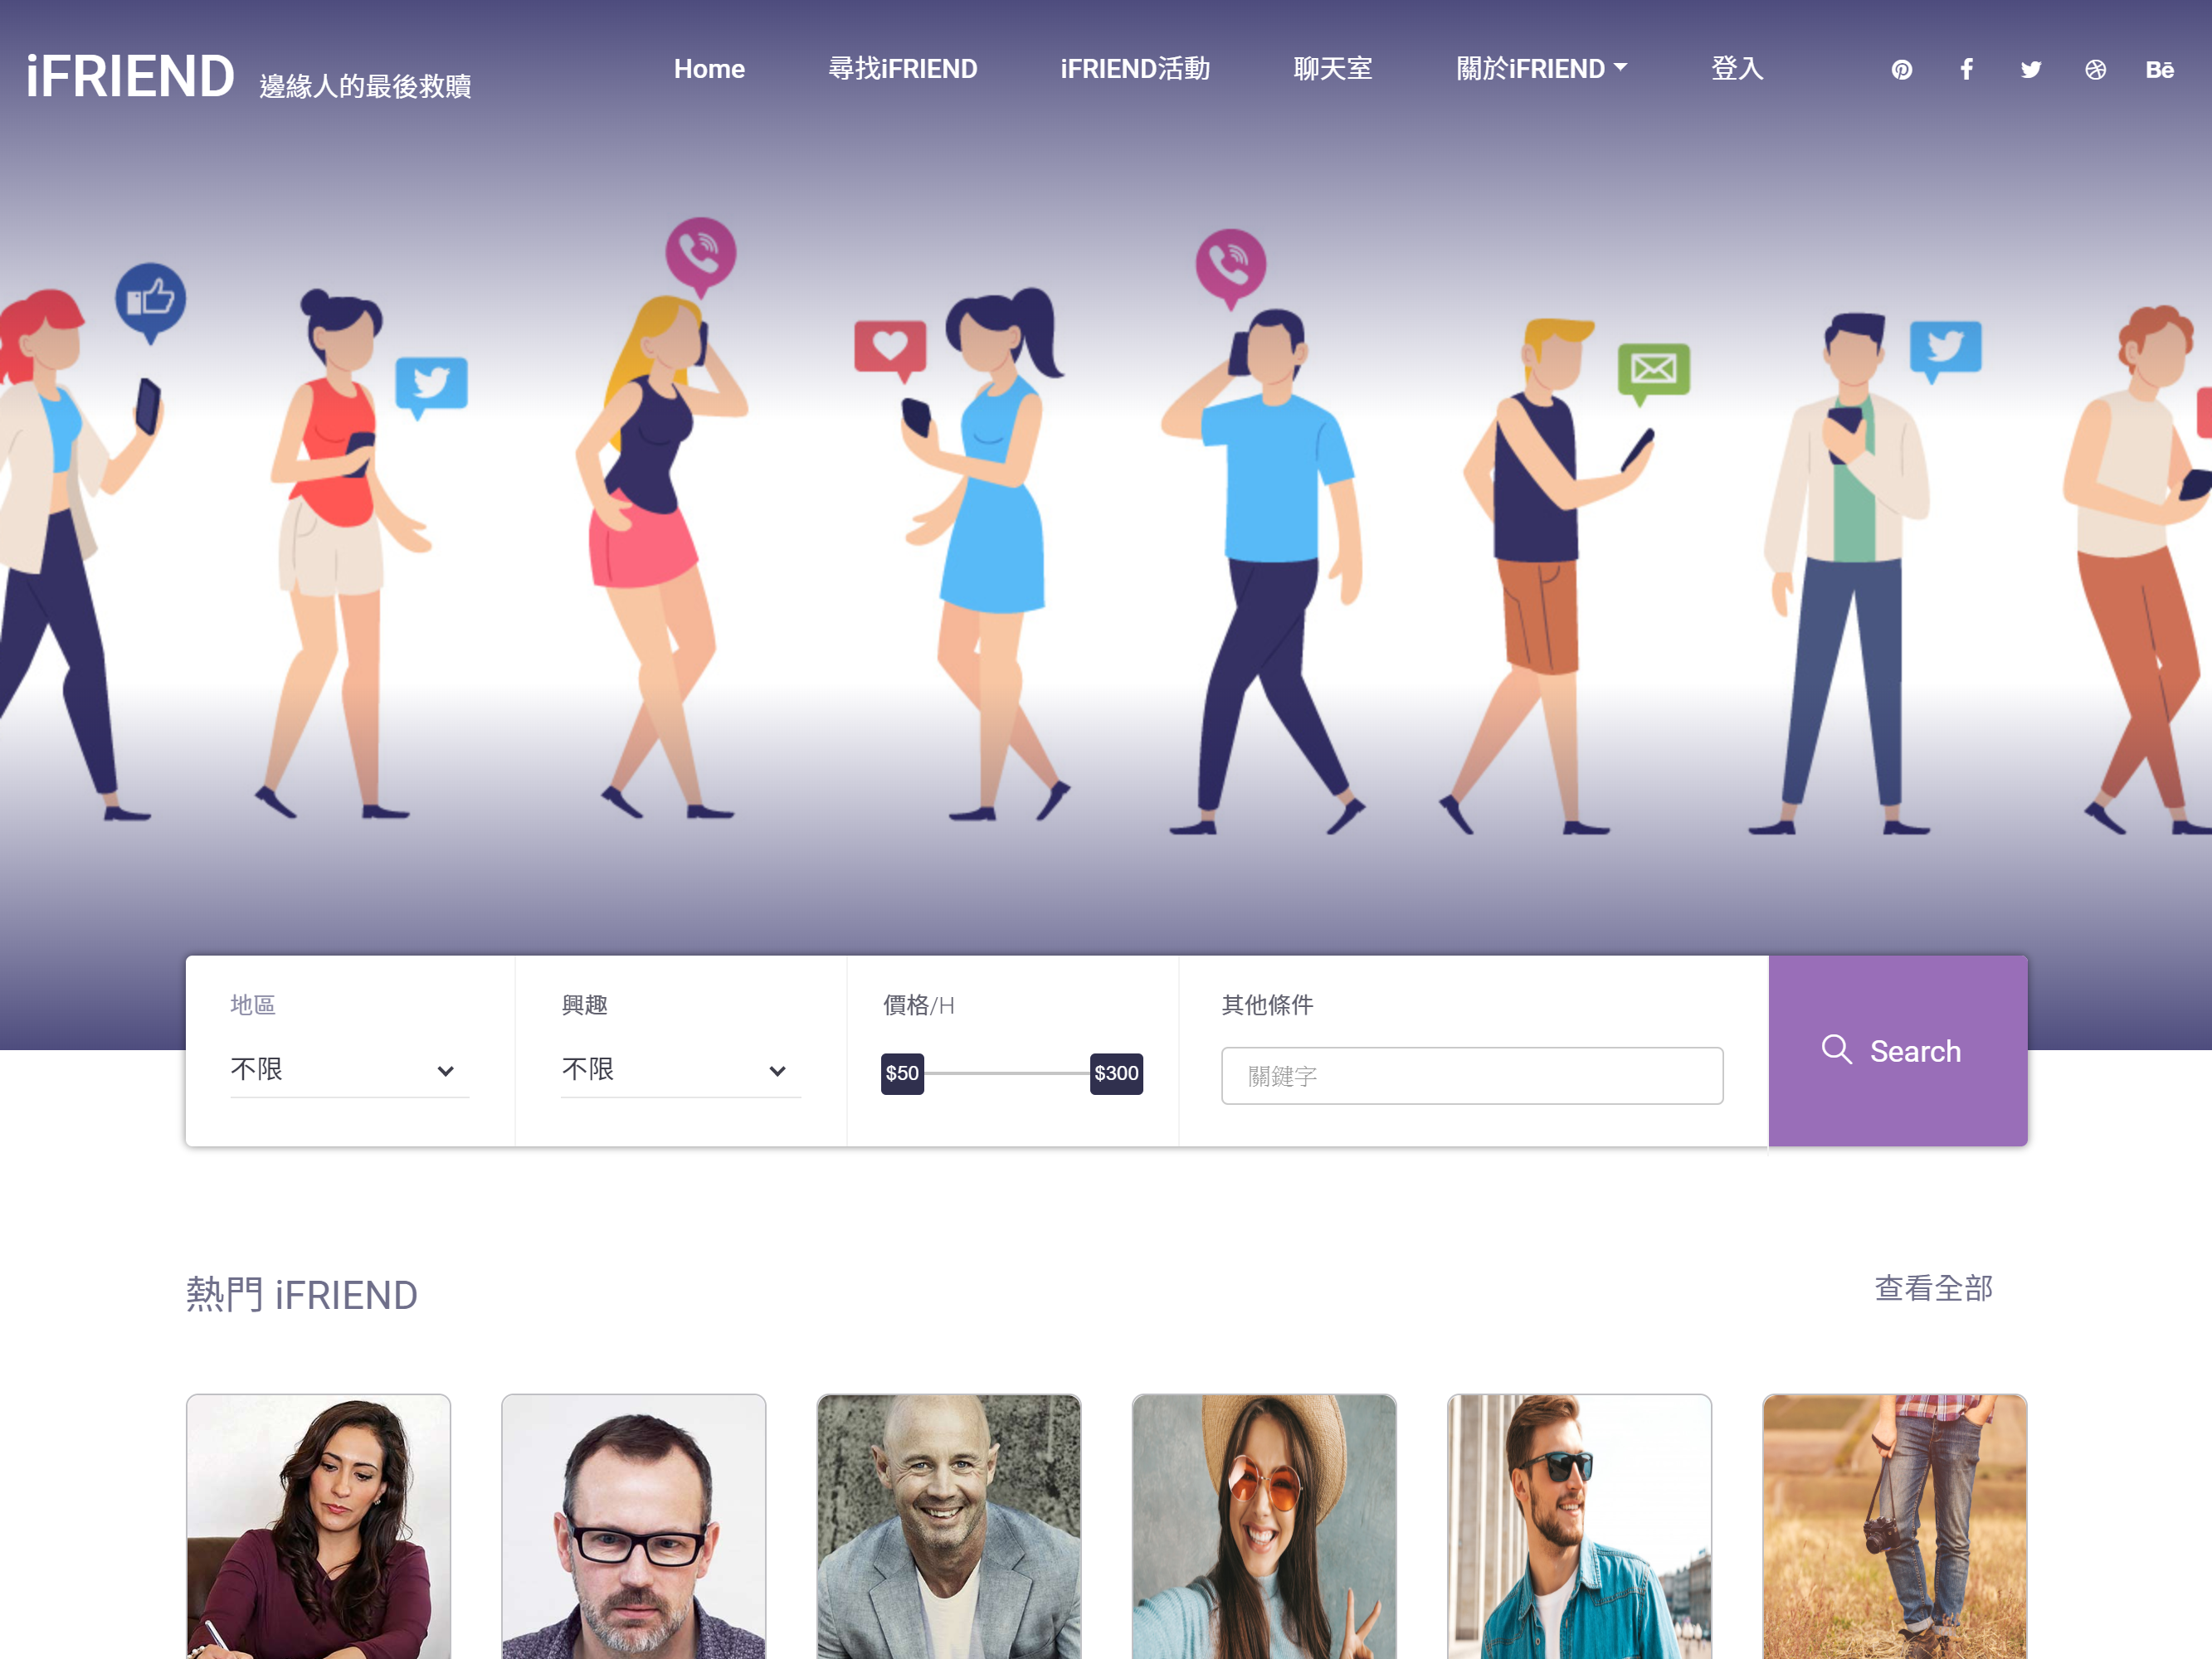 iFRIEND 邊緣人的最後救贖
Home 尋找iFRIEND iFRIEND活動 聊天室 關於iFRIEND 登入 Bē
地區 興趣 價格/H 其他條件
不限 不限 $50 $300 關鍵字
Search
熱門 iFRIEND 查看全部